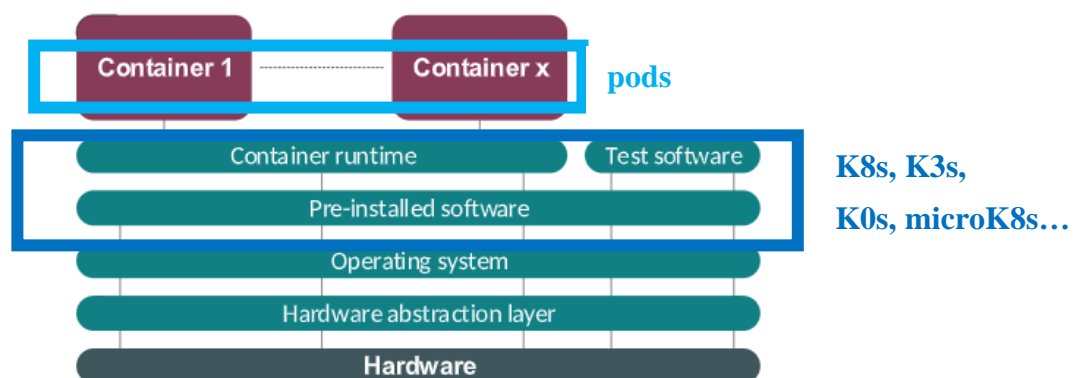 Container 1
Container x
pods
Container runtime
Test software
K8s, K3s,
Pre-installed software
K0s, microK8s…
Operating system
Hardware abstraction layer
Hardware